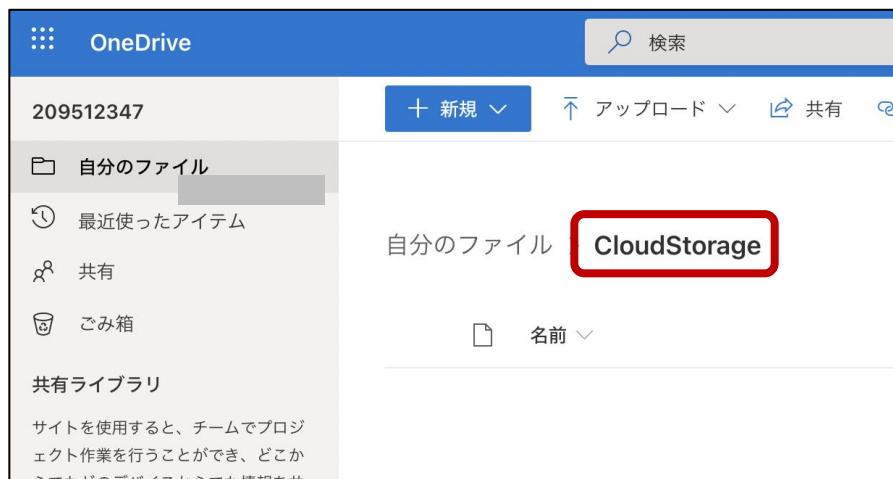 OneDrive
検索
209512347
新規
アップロード
共有
自分のファイル
最近使ったアイテム
共有
ごみ箱
共有ライブラリ
サイトを使用すると、チームでプロジ
ェクト作業を行うことができ、どこか
自分のファイル
CloudStorage
名前